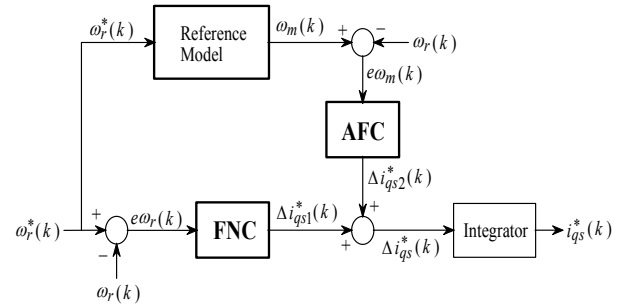 ω*r(k)
Reference
Model
ωm(k)
+
−
ωr(k)
eωm(k)
AFC
Δi*qs2(k)
ω*r(k)
+
−
eωr(k)
FNC
Δi*qs1(k)
+
+
Δi*qs(k)
Integrator
i*qs(k)
ωr(k)